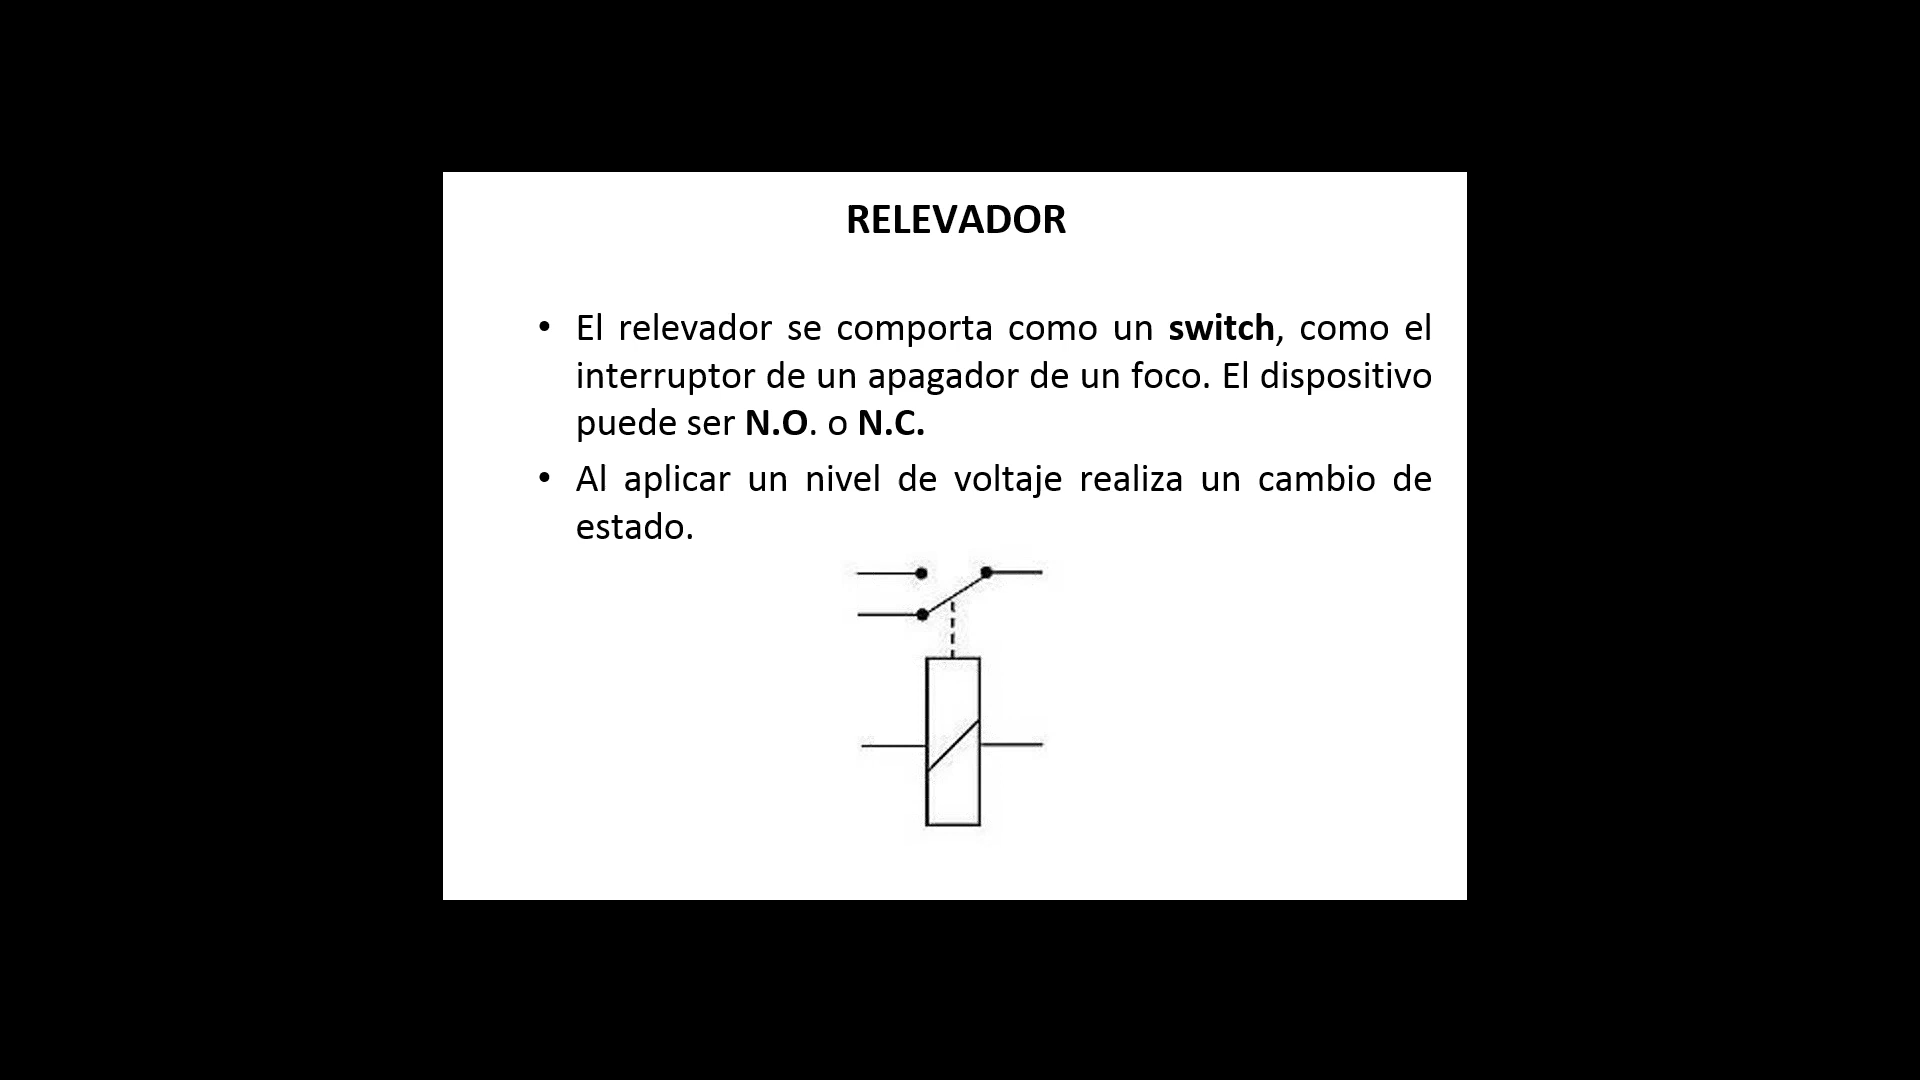 RELEVADOR
• El relevador se comporta como un switch, como el
interruptor de un apagador de un foco. El dispositivo
puede ser N.O. o N.C.
• Al aplicar un nivel de voltaje realiza un cambio de
estado.